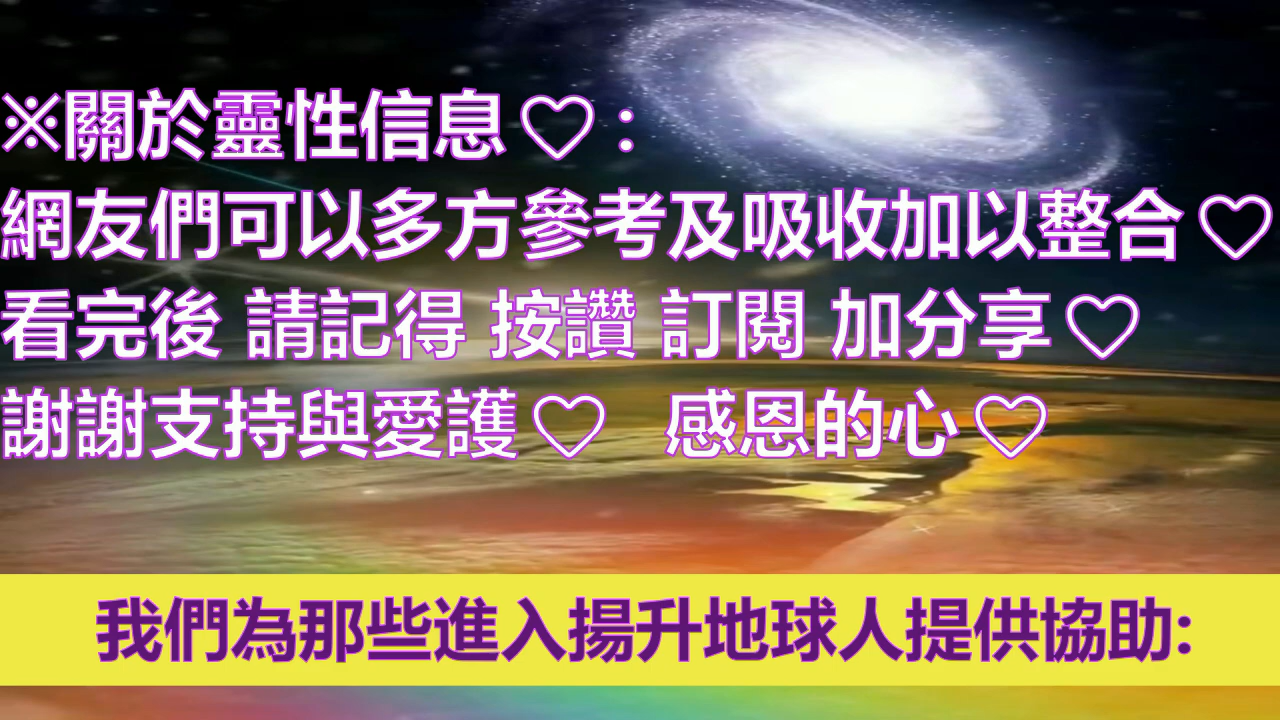 ※關於靈性信息♡：
網友們可以多方參考及吸收加以整合♡
看完後 請記得 按讚 訂閱 加分享♡
謝謝支持與愛護♡ 感恩的心♡
我們為那些進入揚升地球人提供協助: